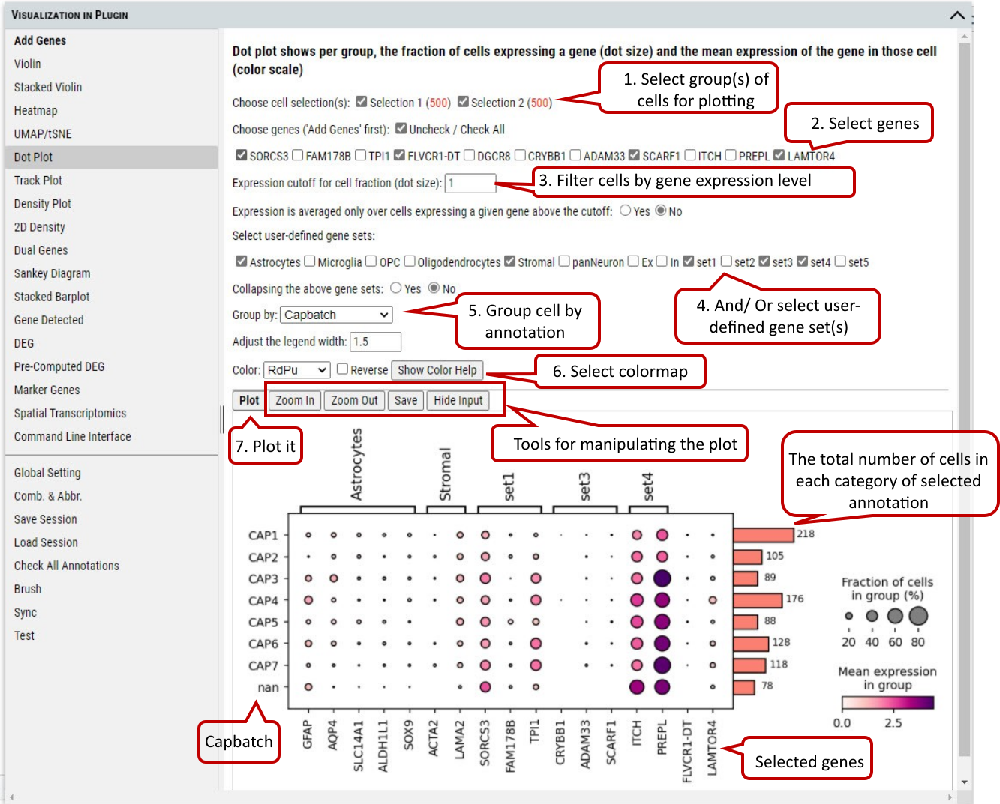 VISUALIZATION IN PLUGIN
Add Genes
Violin
Stacked Violin
Heatmap
UMAP/tSNE
Dot Plot
Track Plot
Density Plot
2D Density
Dual Genes
Sankey Diagram
Stacked Barplot
Gene Detected
DEG
Pre-Computed DEG
Marker Genes
Spatial Transcriptomics
Command Line Interface
Global Setting
Comb. & Abbr.
Save Session
Load Session
Check All Annotations
Brush
Sync
Test
Dot plot shows per group, the fraction of cells expressing a gene (dot size) and the mean expression of the gene in those cell
(color scale)
1. Select group(s) of
cells for plotting
Choose cell selection(s): Selection 1 (500) Selection 2 (500)
2. Select genes
Choose genes ('Add Genes' first): Uncheck / Check All
SORCS3 FAM178B TPI1 FLVCR1-DT DGCR8 CRYBB1 ADAM33 SCARF1 ITCH PREPL LAMTOR4
Expression cutoff for cell fraction (dot size): 1
3. Filter cells by gene expression level
Expression is averaged only over cells expressing a given gene above the cutoff: Yes No
Select user-defined gene sets:
Astrocytes Microglia OPC Oligodendrocytes Stromal panNeuron Ex In set1 set2 set3 set4 set5
Collapsing the above gene sets: Yes No
4. And/ Or select user-
defined gene set(s)
Group by: Capbatch
5. Group cell by
annotation
Adjust the legend width: 1.5
Color: RdPu Reverse Show Color Help
6. Select colormap
Plot Zoom In Zoom Out Save Hide Input
7. Plot it
Tools for manipulating the plot
The total number of cells in
each category of selected
annotation
Astrocytes
Stromal
set1
set3
set4
CAP1
CAP2
CAP3
CAP4
CAP5
CAP6
CAP7
nan
218
105
89
176
88
128
118
78
Fraction of cells
in group (%)
20 40 60 80
Mean expression
in group
0.0 2.5
GFAP
AQP4
SLC14A1
ALDH1L1
SOX9
ACTA2
LAMA2
SORCS3
FAM178B
TPI1
CRYBB1
ADAM33
SCARF1
ITCH
PREPL
FLVCR1-DT
LAMTOR4
Capbatch
Selected genes